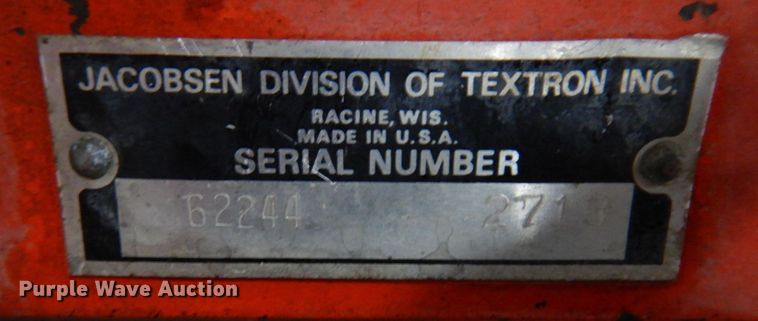 JACOBSEN DIVISION OF TEXTRON INC.
RACINE, WIS.
MADE IN U.S.A.
SERIAL NUMBER
62244
Purple Wave Auction